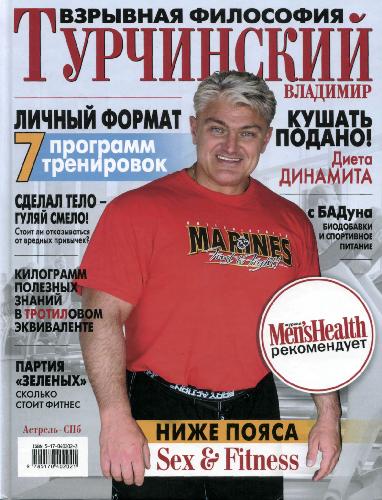 ВЗРЫВНАЯ ФИЛОСОФИЯ
ТУРЧИНСКИЙ
ВЛАДИМИР
ЛИЧНЫЙ ФОРМАТ
7 программ
тренировок
КУШАТЬ
ПОДАНО!
Диета
ДИНАМИТА
СДЕЛАЛ ТЕЛО –
ГУЛЯЙ СМЕЛО!
Стоит ли отказываться
от вредных привычек?
с БАДуна
БИОДОБАВКИ
И СПОРТИВНОЕ
ПИТАНИЕ
MARINES
КИЛОГРАММ
ПОЛЕЗНЫХ
ЗНАНИЙ
В ТРОТИЛОВОМ
ЭКВИВАЛЕНТЕ
журнал
Men'sHealth
рекомендует
ПАРТИЯ
«ЗЕЛЕНЫХ»
СКОЛЬКО
СТОИТ ФИТНЕС
Астрель-СПб
НИЖЕ ПОЯСА
Sex & Fitness